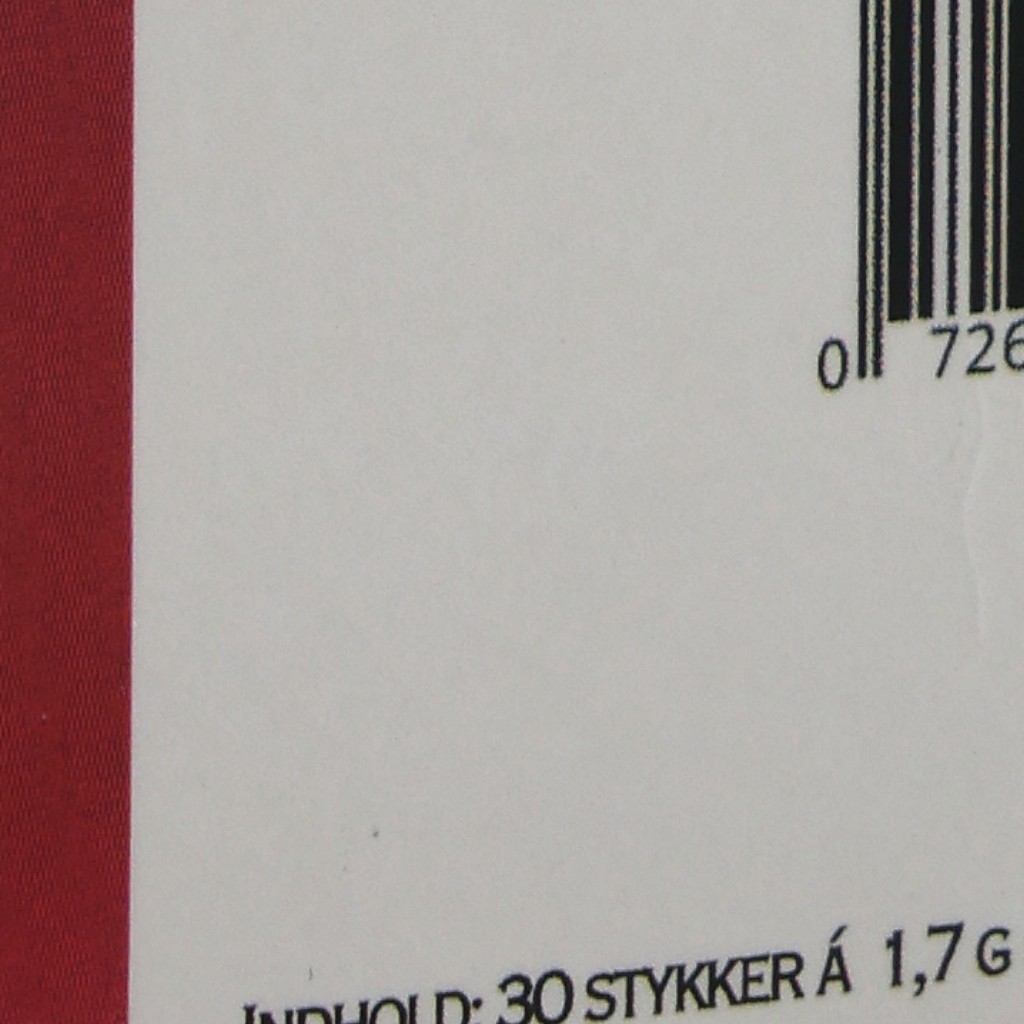 0 726
INDHOLD: 30 STYKKER Á 1,7 G